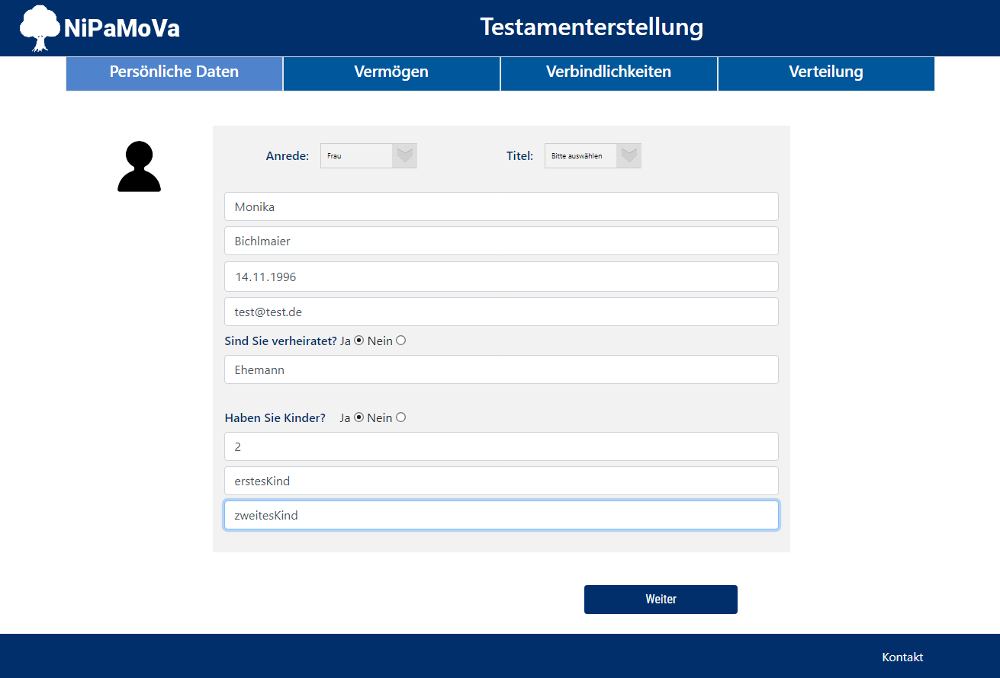 NiPaMoVa
Testamenterstellung
Persönliche Daten Vermögen Verbindlichkeiten Verteilung
Anrede: Frau Titel: Bitte auswählen
Monika
Bichlmaier
14.11.1996
test@test.de
Sind Sie verheiratet? Ja Nein
Ehemann
Haben Sie Kinder? Ja Nein
2
erstesKind
zweitesKind
Weiter
Kontakt